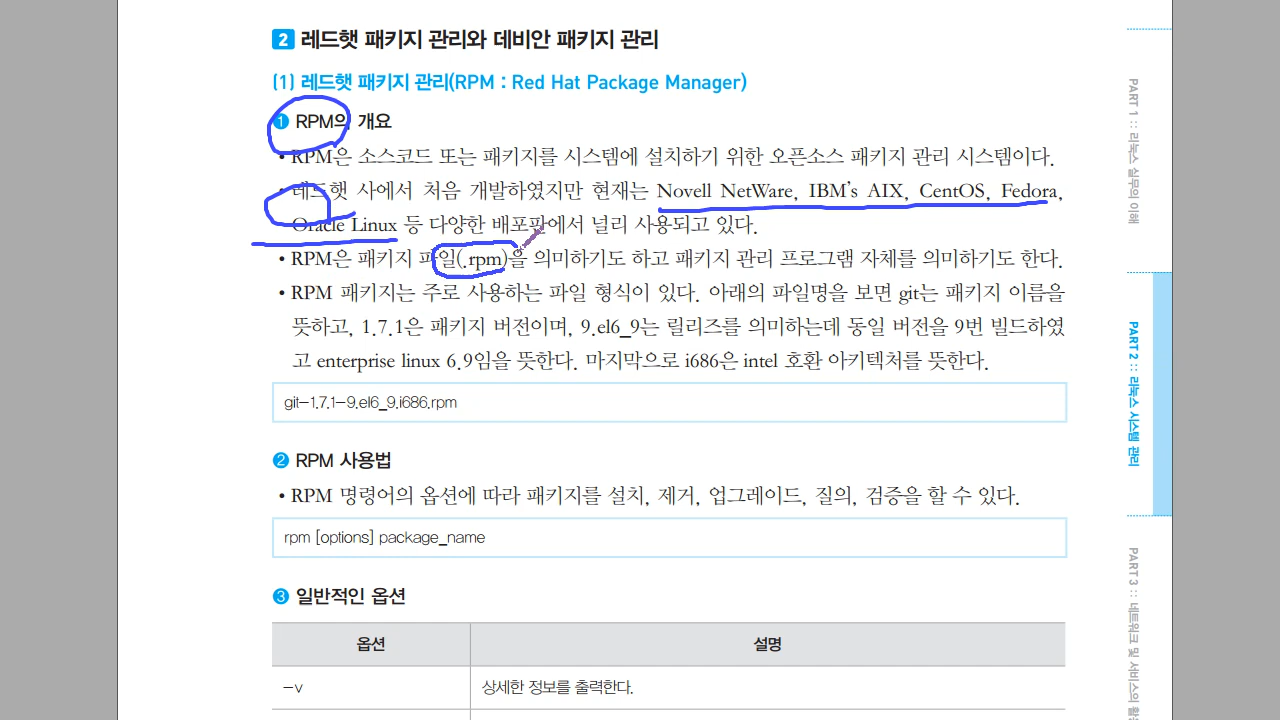 2 레드햇 패키지 관리와 데비안 패키지 관리
(1) 레드햇 패키지 관리(RPM : Red Hat Package Manager)
❶ RPM의 개요
• RPM은 소스코드 또는 패키지를 시스템에 설치하기 위한 오픈소스 패키지 관리 시스템이다.
• 레드햇 사에서 처음 개발하였지만 현재는 Novell NetWare, IBM's AIX, CentOS, Fedora,
Oracle Linux 등 다양한 배포판에서 널리 사용되고 있다.
• RPM은 패키지 파일(.rpm)을 의미하기도 하고 패키지 관리 프로그램 자체를 의미하기도 한다.
• RPM 패키지는 주로 사용하는 파일 형식이 있다. 아래의 파일명을 보면 git는 패키지 이름을
뜻하고, 1.7.1은 패키지 버전이며, 9.el6_9는 릴리즈를 의미하는데 동일 버전을 9번 빌드하였
고 enterprise linux 6.9임을 뜻한다. 마지막으로 i686은 intel 호환 아키텍처를 뜻한다.
git-1.7.1-9.el6_9.i686.rpm
❷ RPM 사용법
• RPM 명령어의 옵션에 따라 패키지를 설치, 제거, 업그레이드, 질의, 검증을 할 수 있다.
rpm [options] package_name
❸ 일반적인 옵션
옵션 설명
-v 상세한 정보를 출력한다.
PART 1 :: 리눅스 실무의 이해
PART 2 :: 리눅스 시스템 관리
PART 3 :: 네트워크 및 서비스의